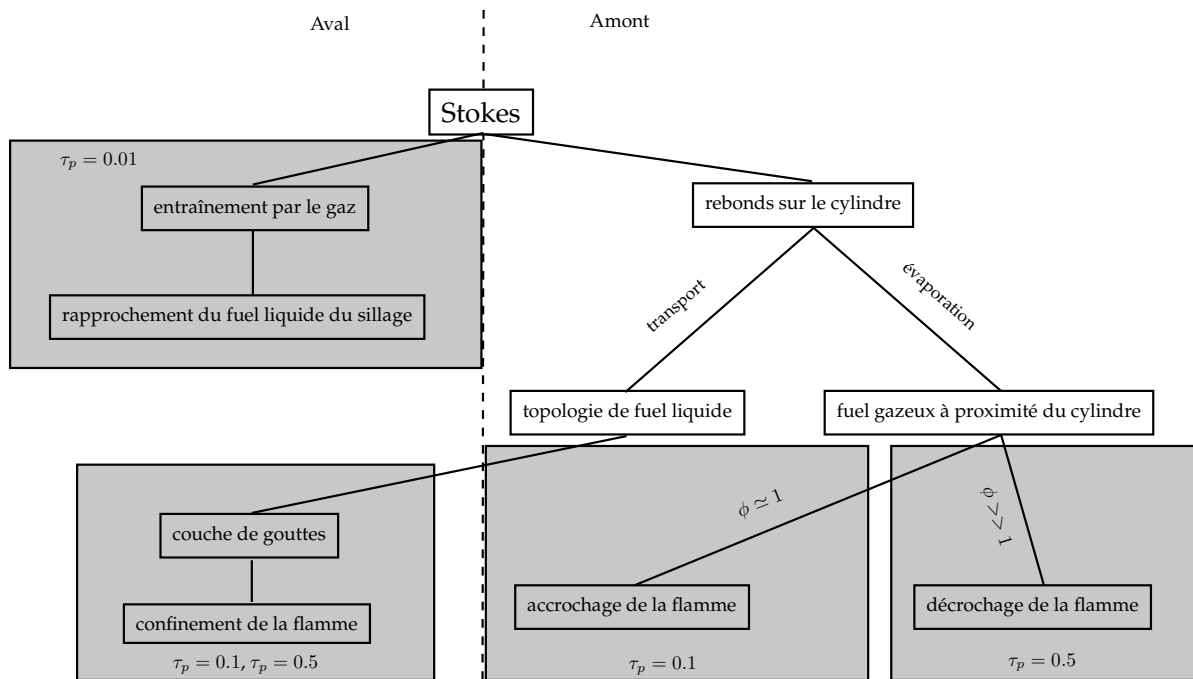 Aval
Amont
Stokes
τ_p = 0.01
entraînement par le gaz
rebonds sur le cylindre
rapprochement du fuel liquide du sillage
transport
évaporation
topologie de fuel liquide
fuel gazeux à proximité du cylindre
ϕ ≃ 1
ϕ >> 1
couche de gouttes
accrochage de la flamme
décrochage de la flamme
confinement de la flamme
τ_p = 0.1, τ_p = 0.5
τ_p = 0.1
τ_p = 0.5